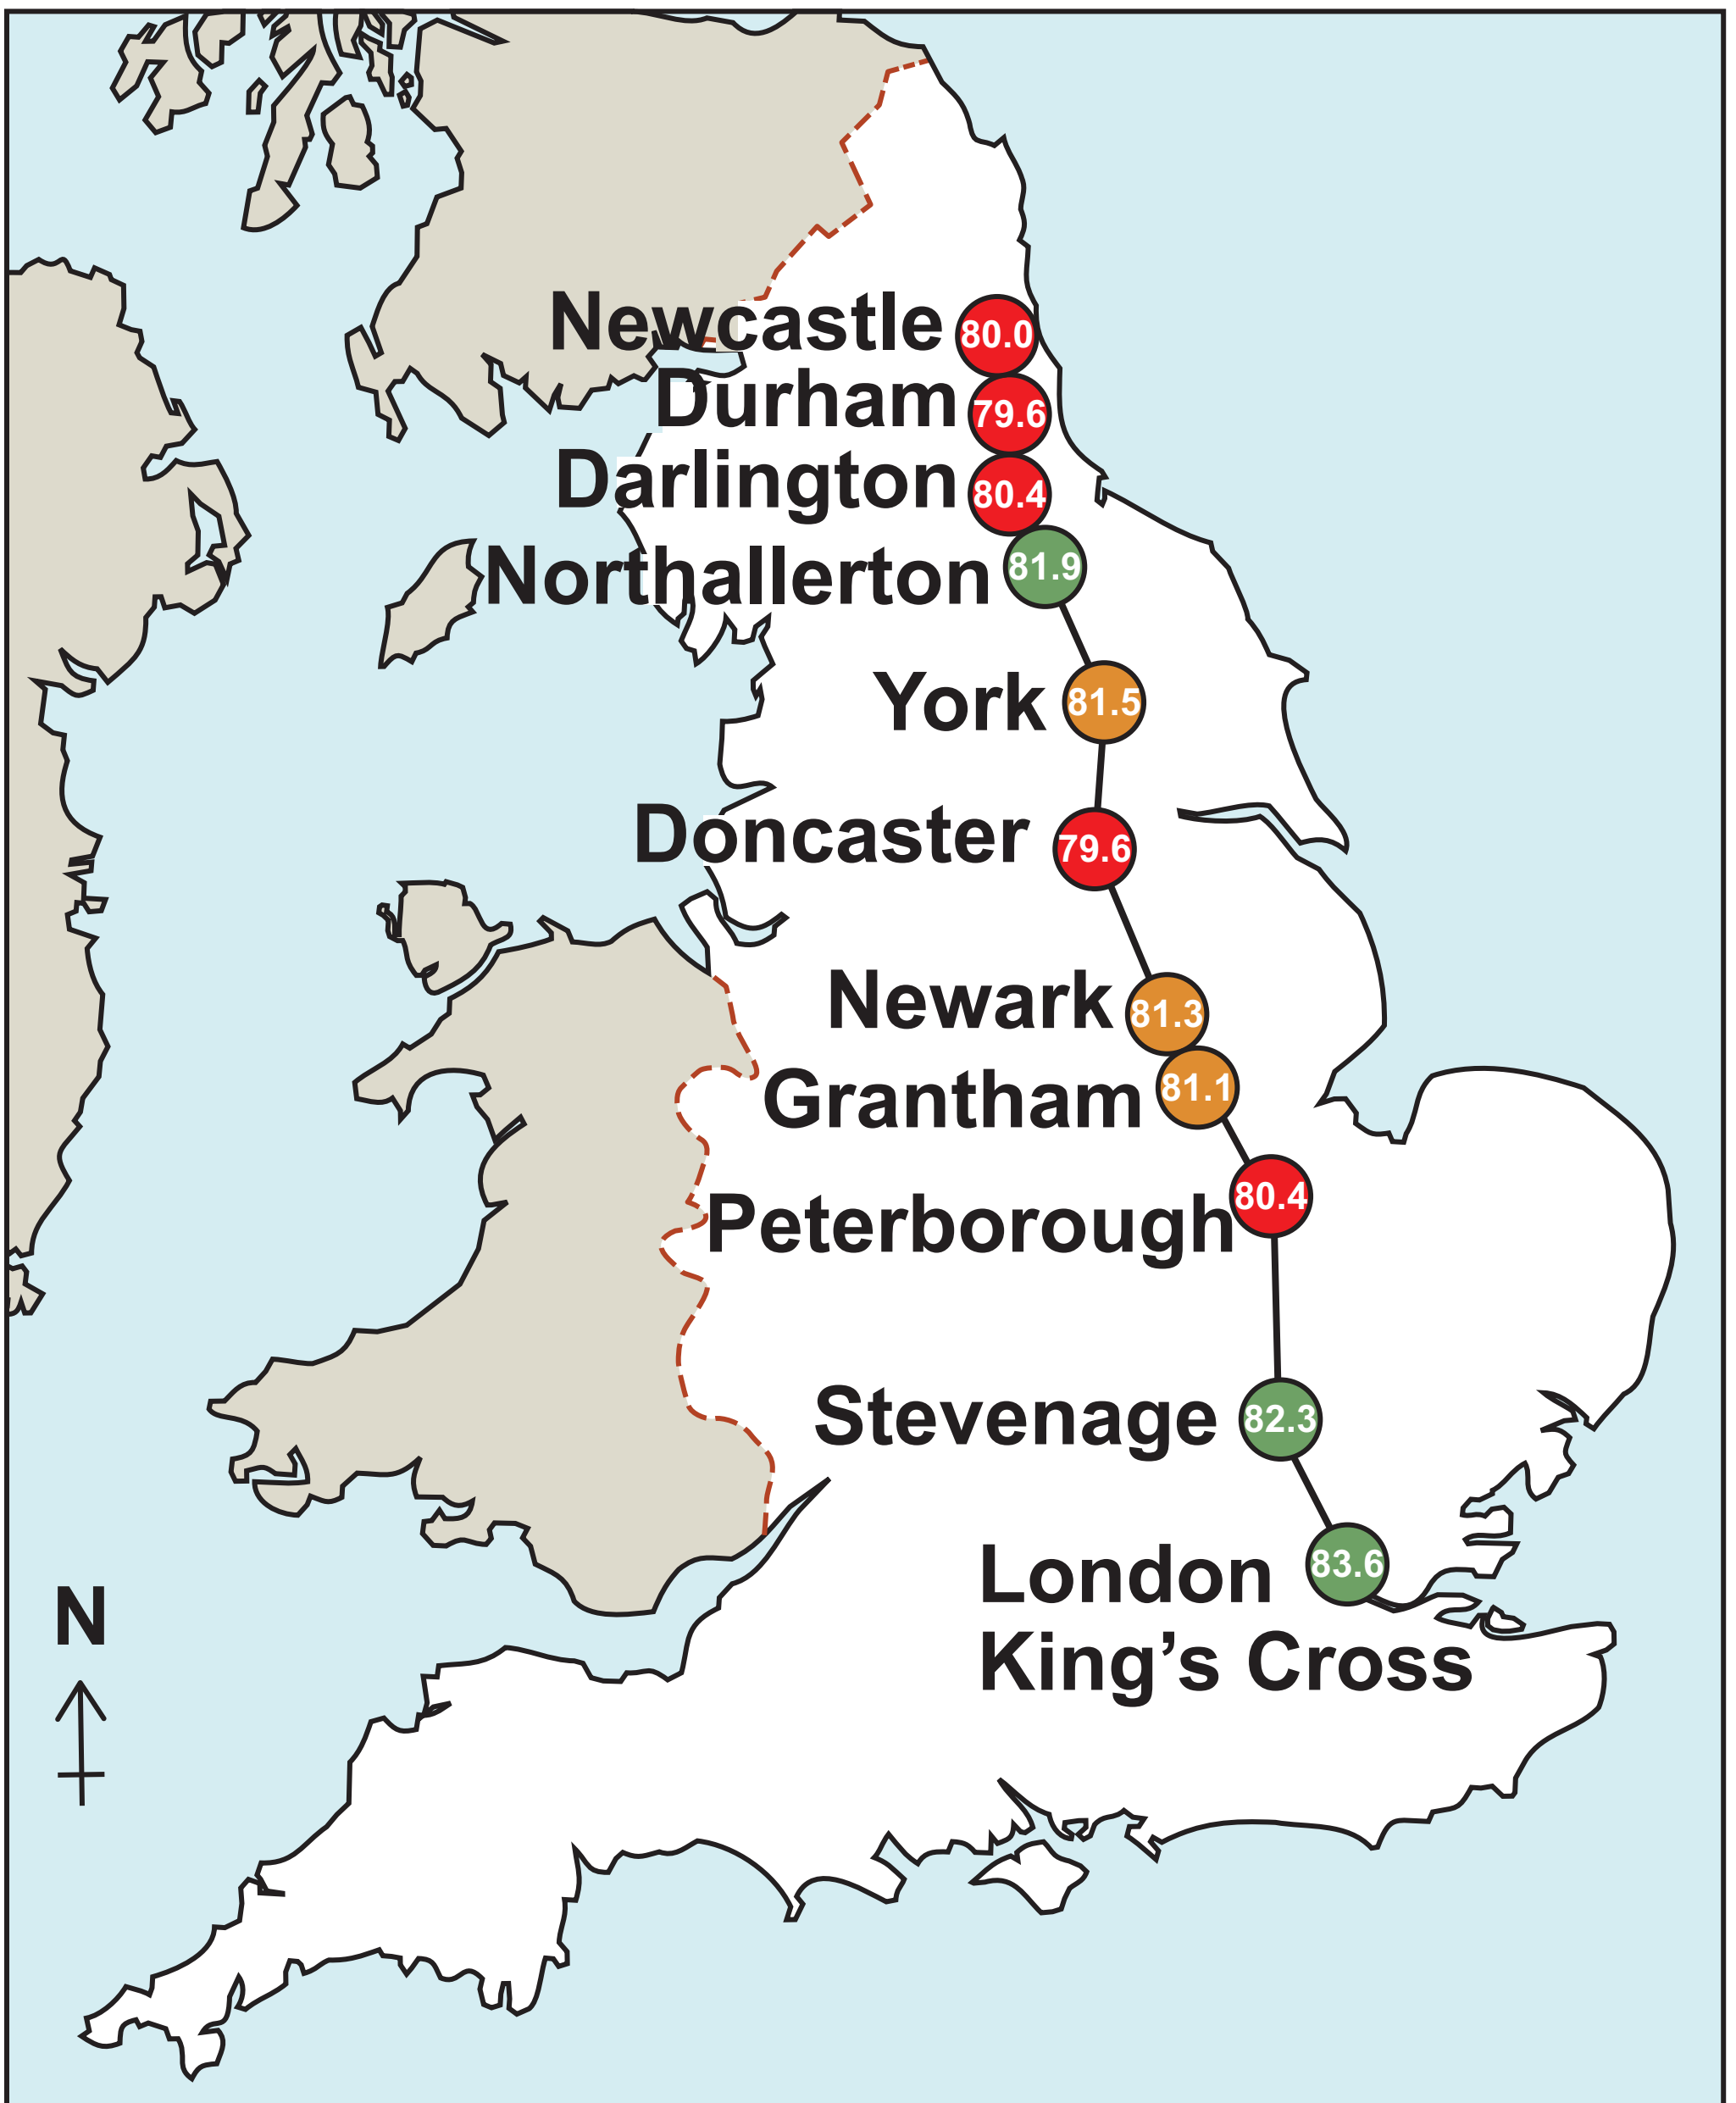 Newcastle 80.0
Durham 79.6
Darlington 80.4
Northallerton 81.9
York 81.5
Doncaster 79.6
Newark 81.3
Grantham 81.1
Peterborough 80.4
Stevenage 82.3
London 83.6
King’s Cross
N